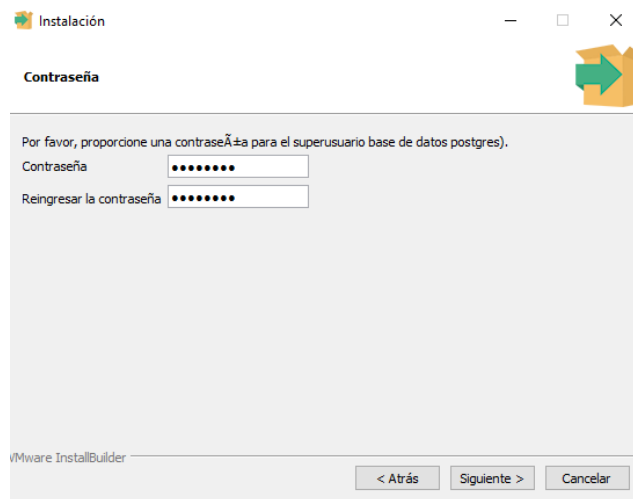 Instalación
Contraseña
Por favor, proporcione una contraseÃ±a para el superusuario base de datos postgres).
Contraseña
Reingresar la contraseña
VMware InstallBuilder
< Atrás
Siguiente >
Cancelar